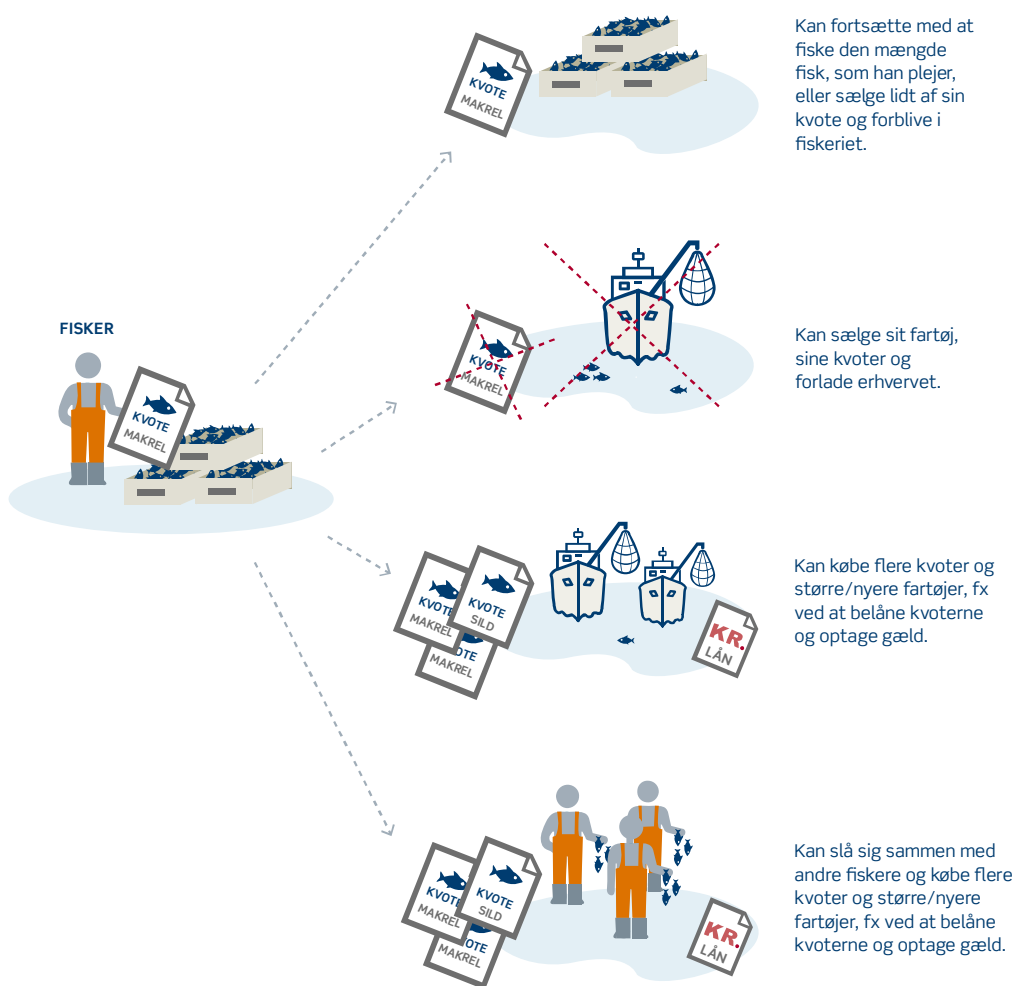 Kan fortsætte med at
fiske den mængde
fisk, som han plejer,
eller sælge lidt af sin
kvote og forblive i
fiskeriet.
KVOTE
MAKREL
Kan sælge sit fartøj,
sine kvoter og
forlade erhvervet.
KVOTE
MAKREL
FISKER
KVOTE
MAKREL
Kan købe flere kvoter og
større/nyere fartøjer, fx
ved at belåne kvoterne
og optage gæld.
KVOTE
MAKREL
KVOTE
SILD
OTE
MAKREL
KR.
LÅN
Kan slå sig sammen med
andre fiskere og købe flere
kvoter og større/nyere
fartøjer, fx ved at belåne
kvoterne og optage gæld.
KVOTE
MAKREL
KVOTE
SILD
OTE
MAKREL
KR.
LÅN